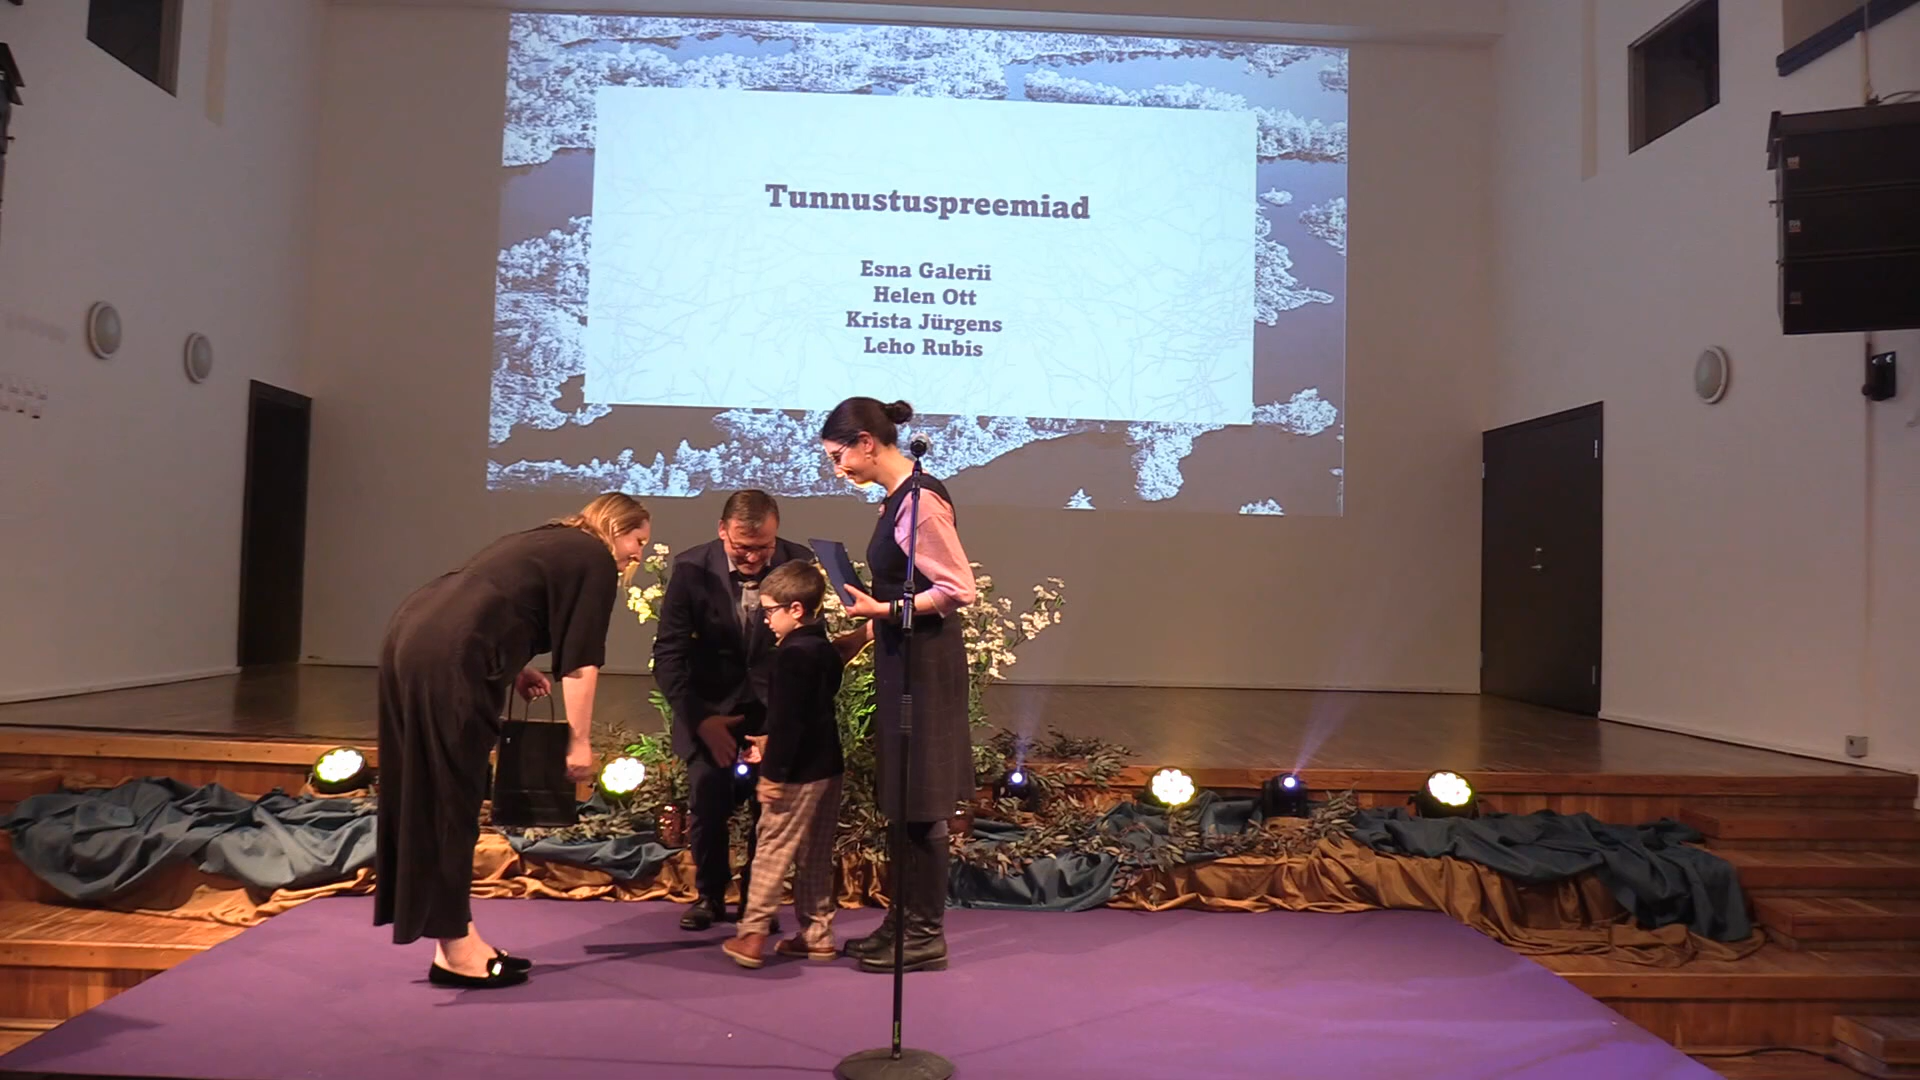 Tunnustuspreemiad
Esna Galerii
Helen Ott
Krista Jürgens
Leho Rubis